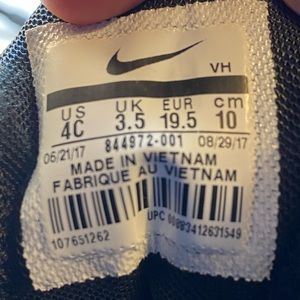 VH
US UK EUR cm
4C 3.5 19.5 10
06/21/17 844972-001 08/29/17
MADE IN VIETNAM
FABRIQUE AU VIETNAM
107651262
UPC 00883412631549